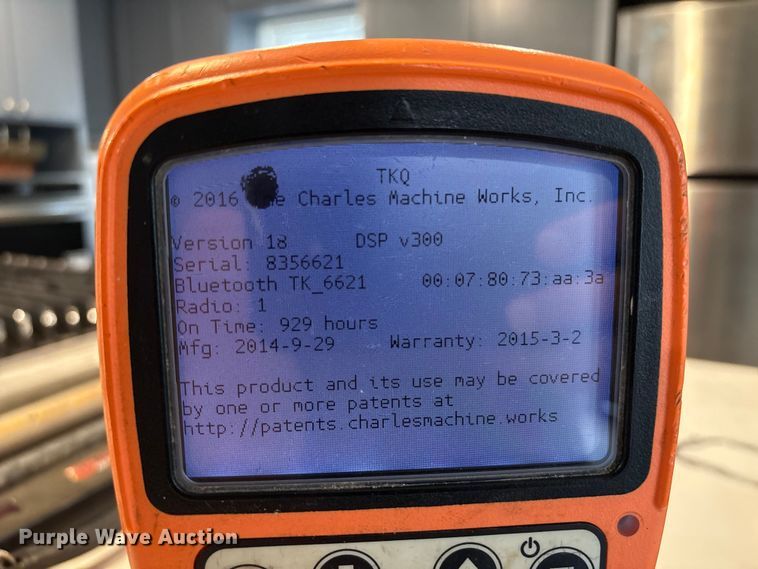 TKQ
© 2016 Charles Machine Works, Inc.
Version 18 DSP v300
Serial: 8356621
Bluetooth TK_6621 00:07:80:73:aa:3a
Radio: 1
On Time: 929 hours
Mfg: 2014-9-29 Warranty: 2015-3-2
This product and its use may be covered
by one or more patents at
http://patents.charlesmachine.works
Purple Wave Auction